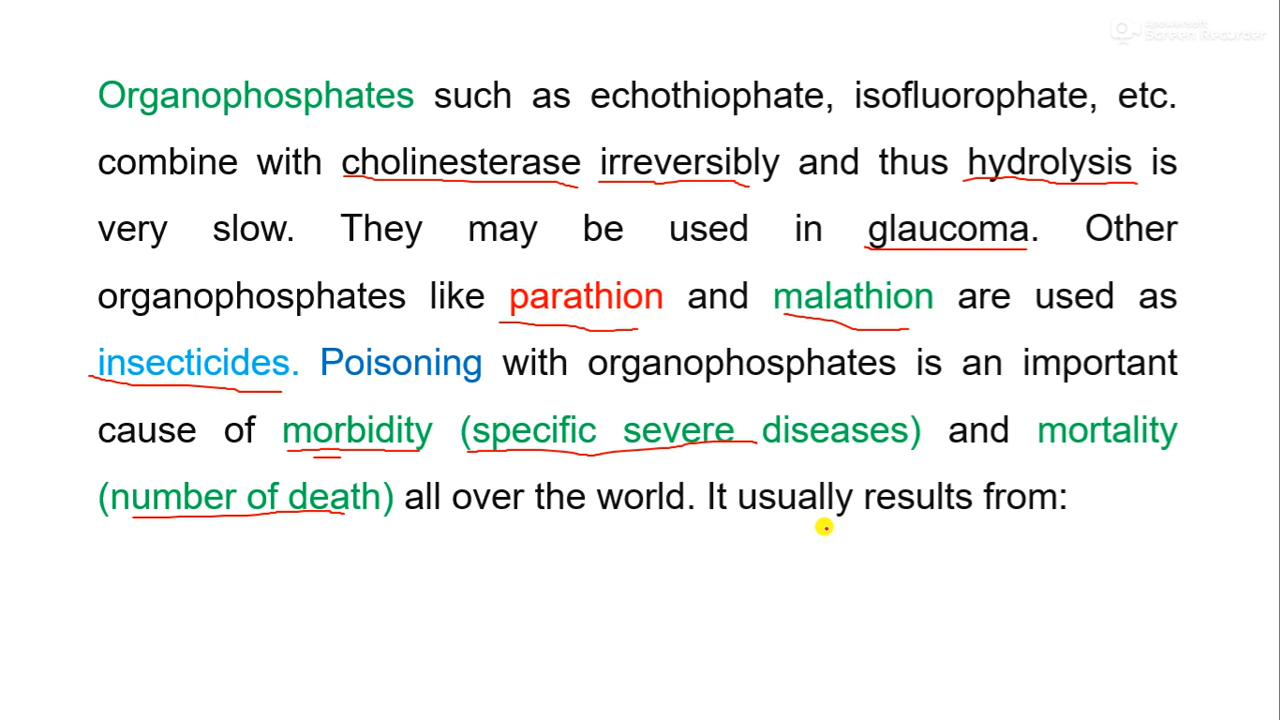 Apowersoft
Screen Recorder
Organophosphates such as echothiophate, isofluorophate, etc.
combine with cholinesterase irreversibly and thus hydrolysis is
very slow. They may be used in glaucoma. Other
organophosphates like parathion and malathion are used as
insecticides. Poisoning with organophosphates is an important
cause of morbidity (specific severe diseases) and mortality
(number of death) all over the world. It usually results from: